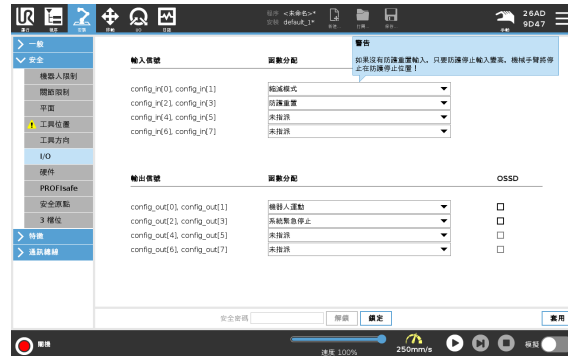 運行
程序
安裝
移動
I/O
日誌
程序 <未命名>*
安裝 default_1*
新建...
打開...
保存...
手動
26AD
9D47
一般
安全
機器人限制
關節限制
平面
工具位置
工具方向
I/O
硬件
PROFIsafe
安全原點
3 檔位
特徵
通訊總線
警告
如果沒有防護重置輸入，只要防護停止輸入變高，機械手臂將停
止在防護停止位置！
輸入信號 函數分配
config_in[0], config_in[1] 縮減模式
config_in[2], config_in[3] 防護重置
config_in[4], config_in[5] 未指派
config_in[6], config_in[7] 未指派
輸出信號 函數分配 OSSD
config_out[0], config_out[1] 機器人運動
config_out[2], config_out[3] 系統緊急停止
config_out[4], config_out[5] 未指派
config_out[6], config_out[7] 未指派
安全密碼 解鎖 鎖定 套用
關機
速度 100%
250mm/s
模擬